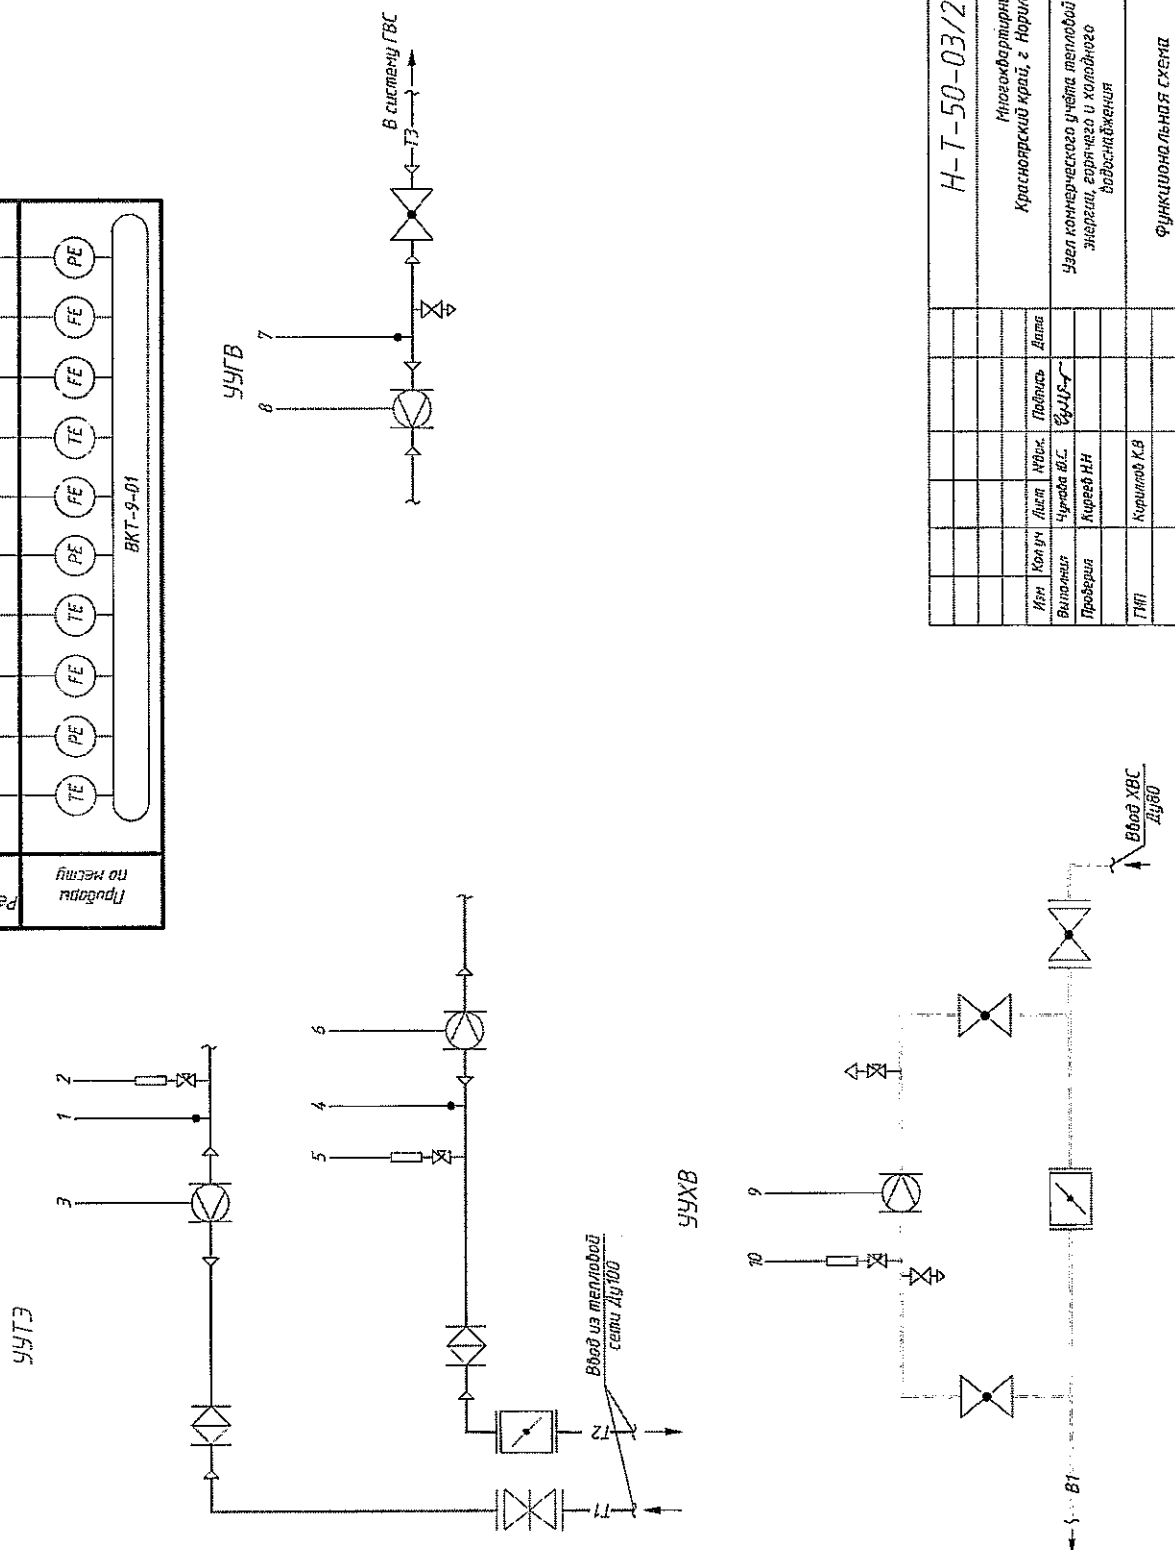 УУТЭ
3
1
2
5
4
6
Т1
Т2
Ввод из тепловой
сети Ду100
Приборы
по месту
TE
PE
FE
TE
PE
FE
TE
FE
FE
PE
ВКТ-9-01
УУГВ
8
7
Т3
В систему ГВС
УУХВ
10
9
В1
Ввод ХВС
Ду80
Н-Т-50-03/2
Многоквартирн
Красноярский край, г. Норил
Изм Кол.уч Лист №док. Подпись Дата
Выполнил Чумова Ю.С.
Проверил Киреев Н.Н
ГИП Кириллов К.В
Узел коммерческого учёта тепловой
энергии, горячего и холодного
водоснабжения
Функциональная схема